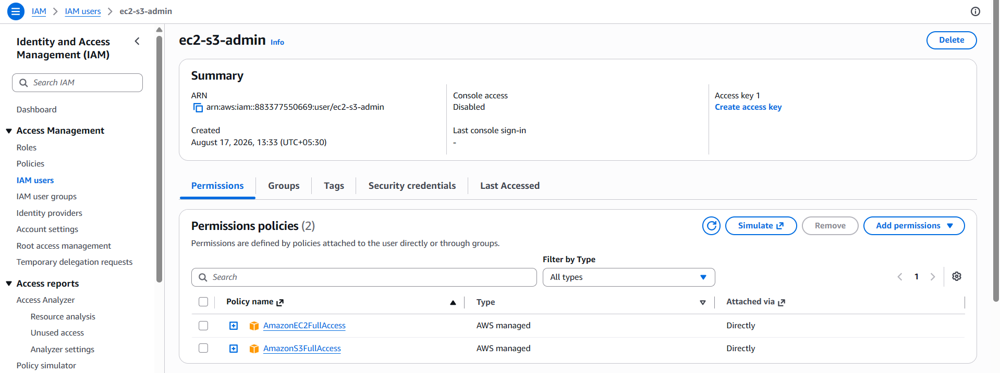 IAM > IAM users > ec2-s3-admin
Identity and Access
Management (IAM)
Search IAM
Dashboard
Access Management
Roles
Policies
IAM users
IAM user groups
Identity providers
Account settings
Root access management
Temporary delegation requests
Access reports
Access Analyzer
Resource analysis
Unused access
Analyzer settings
Policy simulator
ec2-s3-admin Info
Delete
Summary
ARN
arn:aws:iam::883377550669:user/ec2-s3-admin
Created
August 17, 2026, 13:33 (UTC+05:30)
Console access
Disabled
Last console sign-in
-
Access key 1
Create access key
Permissions Groups Tags Security credentials Last Accessed
Permissions policies (2)
Simulate Remove Add permissions
Permissions are defined by policies attached to the user directly or through groups.
Filter by Type
Search All types 1
Policy name Type Attached via
AmazonEC2FullAccess AWS managed Directly
AmazonS3FullAccess AWS managed Directly